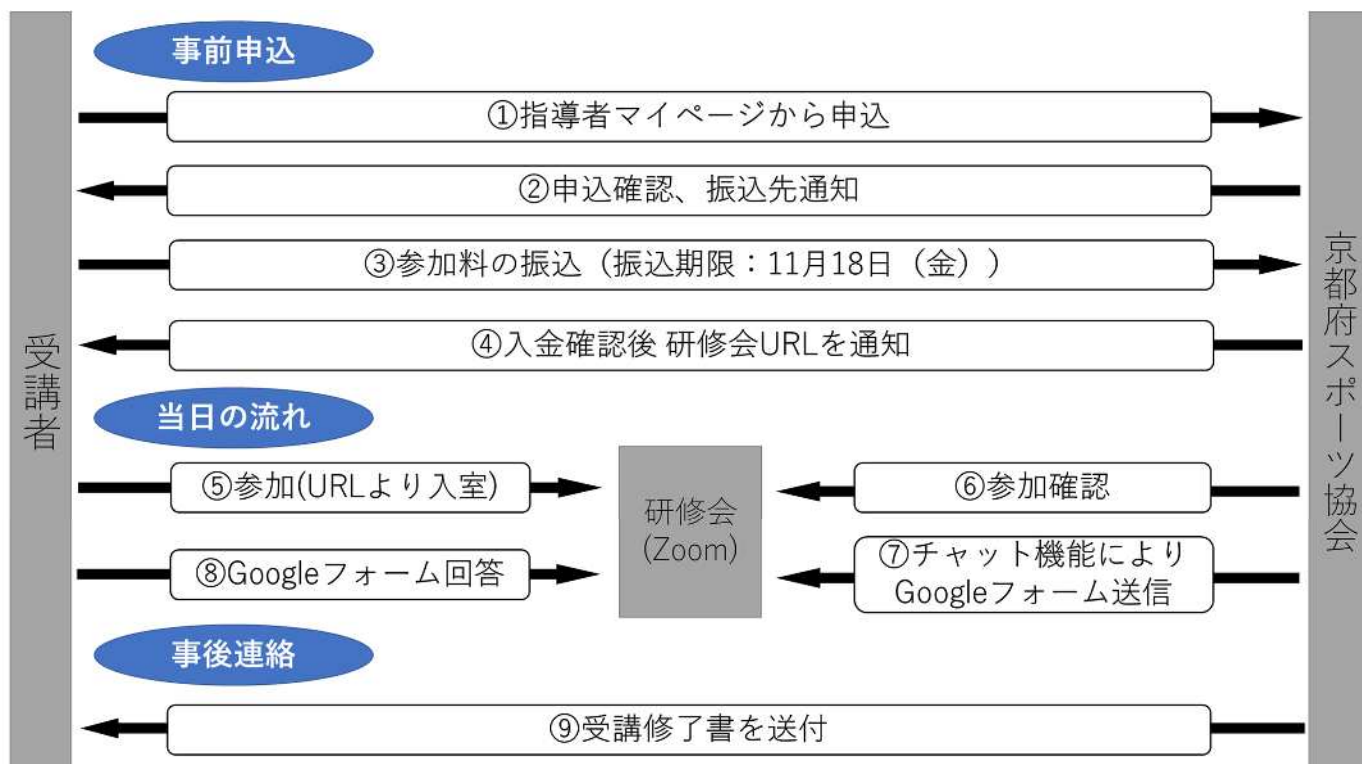 事前申込
①指導者マイページから申込
②申込確認、振込先通知
③参加料の振込（振込期限：11月18日（金））
④入金確認後 研修会URLを通知
受講者
京都府スポーツ協会
当日の流れ
⑤参加(URLより入室)
研修会
(Zoom)
⑥参加確認
⑦チャット機能により
Googleフォーム送信
⑧Googleフォーム回答
事後連絡
⑨受講修了書を送付